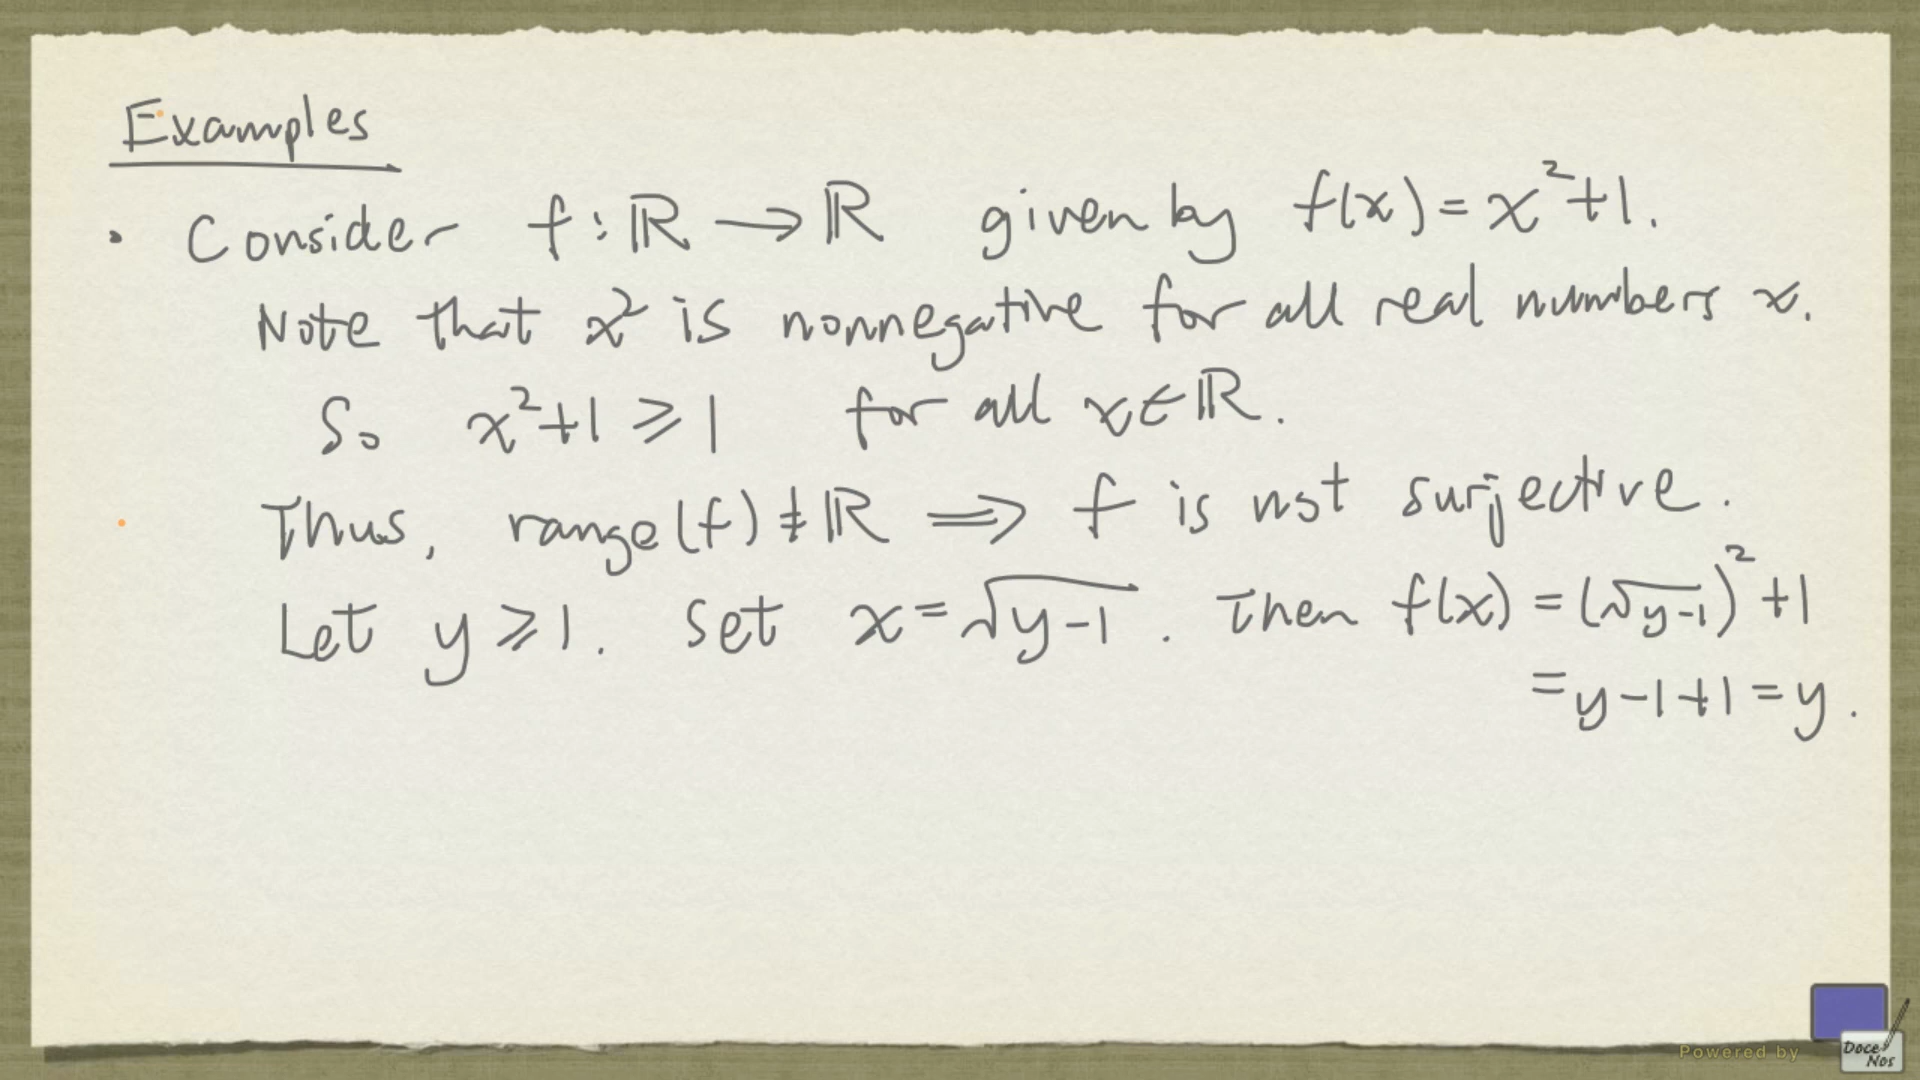 Examples
• Consider f : ℝ → ℝ given by f(x) = x²+1.
Note that x² is nonnegative for all real numbers x.
So x²+1 ⩾ 1 for all x∈ℝ.
Thus, range(f) ≠ ℝ ⟹ f is not surjective.
Let y ⩾ 1. Set x = √(y-1). Then f(x) = (√(y-1))² + 1
= y-1+1 = y.
Powered by
Doce
Nos